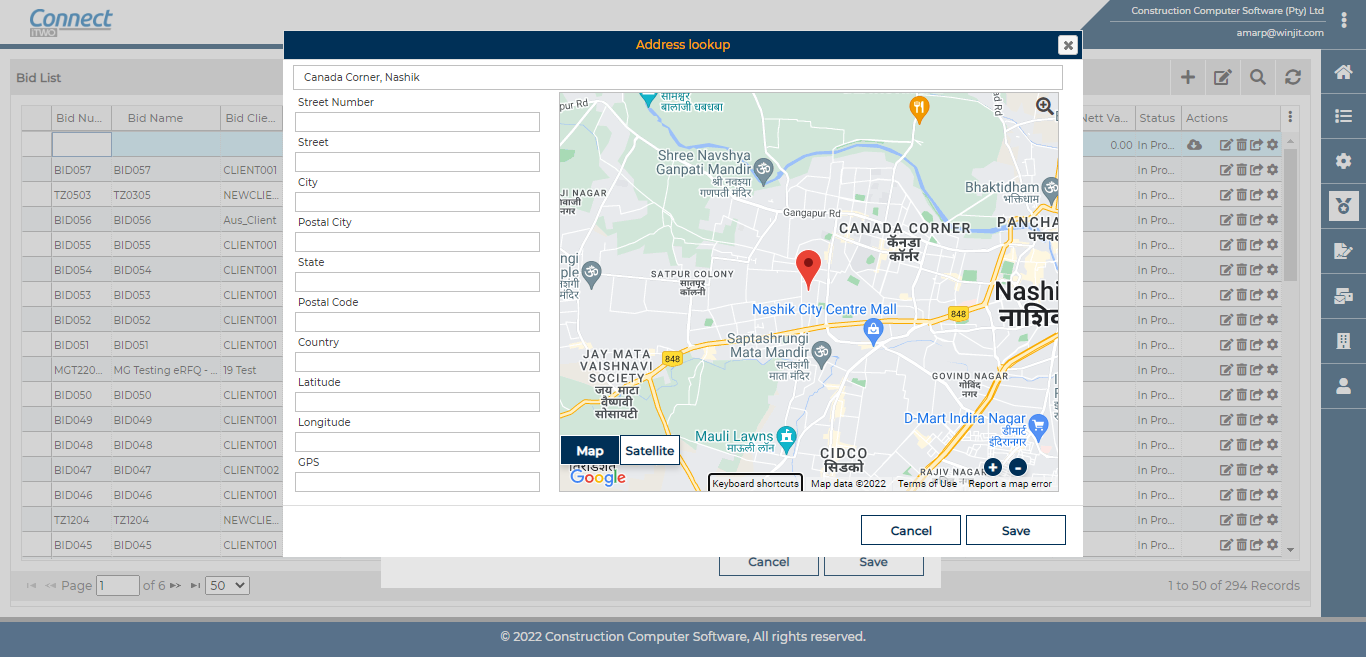 Connect
iTWO
Construction Computer Software (Pty) Ltd
amarp@winjit.com
Bid List
Address lookup
Canada Corner, Nashik
Street Number
Street
City
Postal City
State
Postal Code
Country
Latitude
Longitude
GPS
pur Rd
सोमेश्वर
बालाजी धबधबा
Shree Navshya
Ganpati Mandir
श्री नवश्या
गणपती मंदिर
JI NAGAR
नगर
Gangapur Rd
Bhaktidham
भक्तिधाम
CANADA CORNER
कॅनडा
कॉर्नर
PANCHA
पंचव
SATPUR COLONY
सातपूर
कॉलनी
Nashi
नाशिक
Nashik City Centre Mall
848
848
Saptashrungi
Mata Mandir
सप्तशृंगी
माता मंदिर
JAY MATA
VAISHNAVI
SOCIETY
जय माटा
वैष्णवी
सोसायटी
GOVIND NAGAR
गोविंद
नगर
D-Mart Indira Nagar
डीमार्ट
इंदिरानगर
Mauli Lawns
माऊली लॉन
CIDCO
सिडको
RAJIV NAGAR
Map
Satellite
Google
Keyboard shortcuts
Map data ©2022
Terms of Use
Report a map error
Cancel
Save
Cancel
Save
Bid Nu... Bid Name Bid Clie... Nett Va... Status Actions
0.00 In Pro...
BID057 BID057 CLIENT001 In Pro...
TZ0503 TZ0305 NEWCLIE... In Pro...
BID056 BID056 Aus_Client In Pro...
BID055 BID055 CLIENT001 In Pro...
BID054 BID054 CLIENT001 In Pro...
BID053 BID053 CLIENT001 In Pro...
BID052 BID052 CLIENT001 In Pro...
BID051 BID051 CLIENT001 In Pro...
MGT220... MG Testing eRFQ - ... 19 Test In Pro...
BID050 BID050 CLIENT001 In Pro...
BID049 BID049 CLIENT001 In Pro...
BID048 BID048 CLIENT001 In Pro...
BID047 BID047 CLIENT002 In Pro...
BID046 BID046 CLIENT001 In Pro...
TZ1204 TZ1204 NEWCLIE... In Pro...
BID045 BID045 CLIENT001 In Pro...
Page 1 of 6 50
1 to 50 of 294 Records
© 2022 Construction Computer Software, All rights reserved.